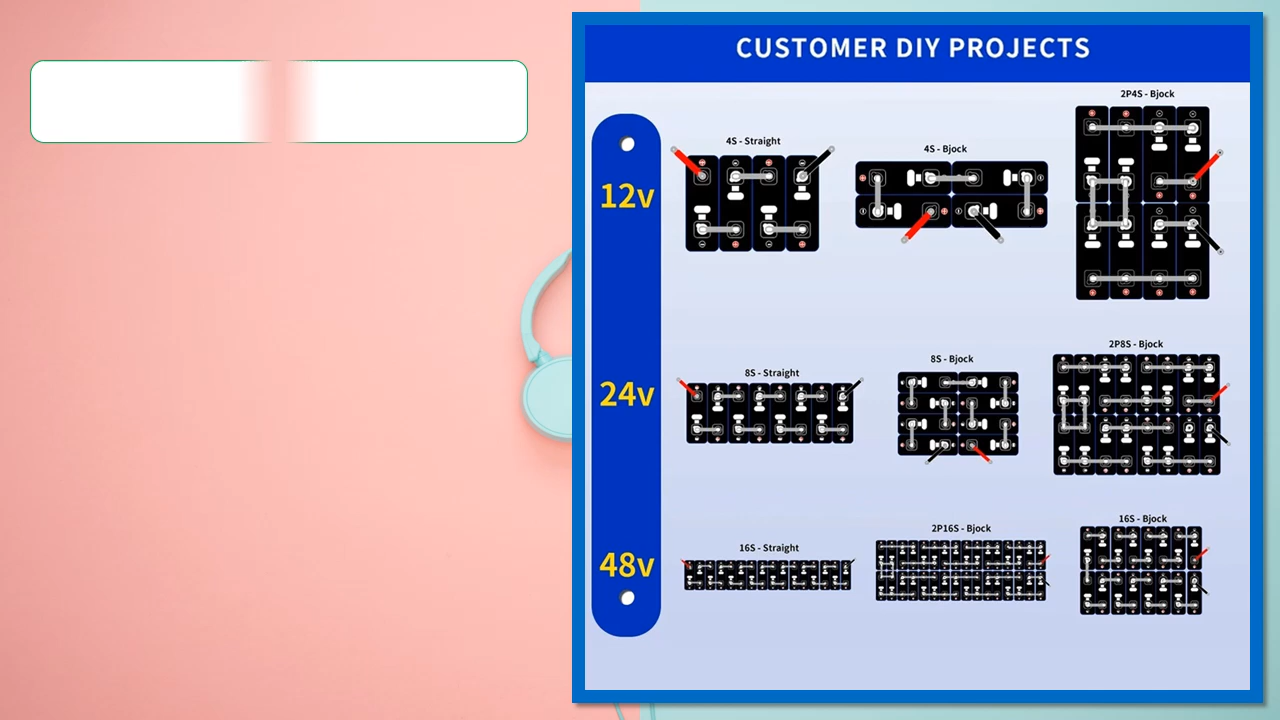 CUSTOMER DIY PROJECTS
12v
4S - Straight
4S - Bjock
2P4S - Bjock
24v
8S - Straight
8S - Bjock
2P8S - Bjock
48v
16S - Straight
2P16S - Bjock
16S - Bjock